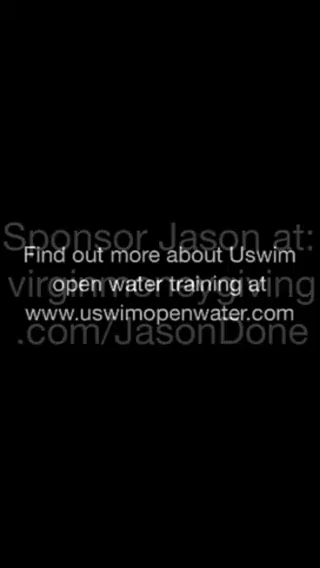 Sponsor Jason at:
Find out more about Uswim
open water training at
virginmoneygiving
www.uswimopenwater.com
.com/JasonDone